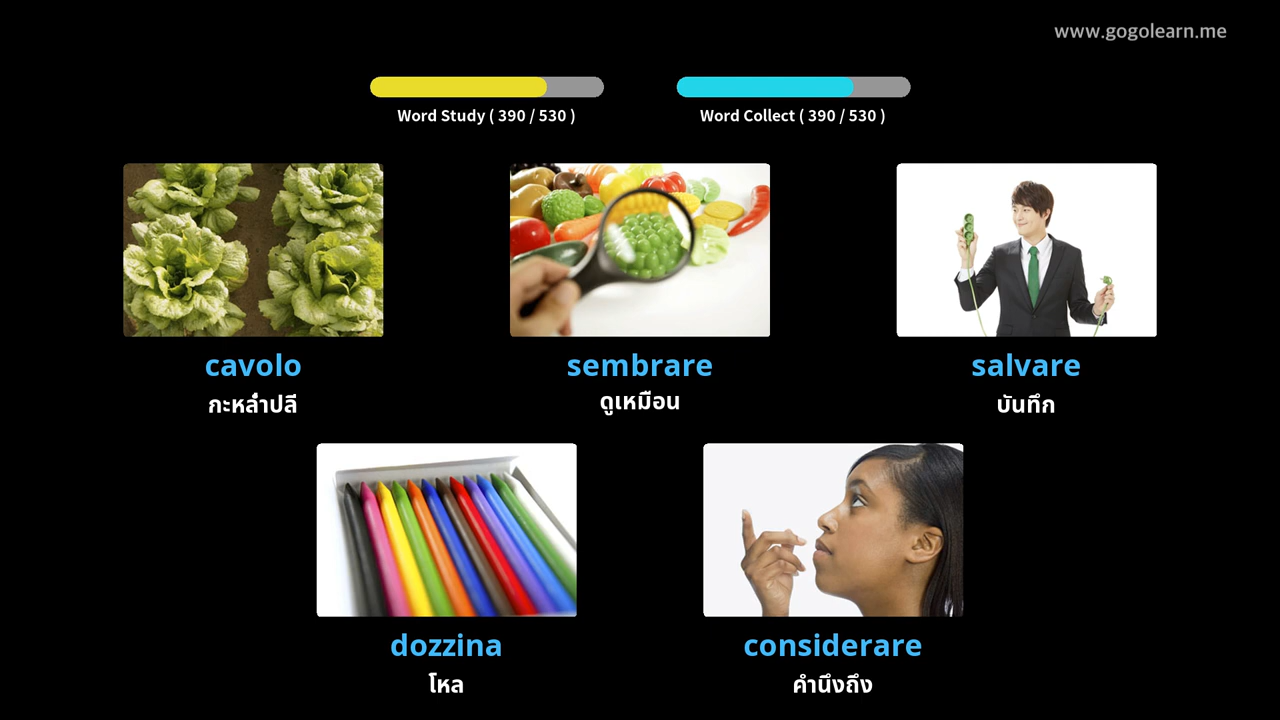 www.gogolearn.me
Word Study ( 390 / 530 )
Word Collect ( 390 / 530 )
cavolo
กะหล่ำปลี
sembrare
ดูเหมือน
salvare
บันทึก
dozzina
โหล
considerare
คำนึงถึง